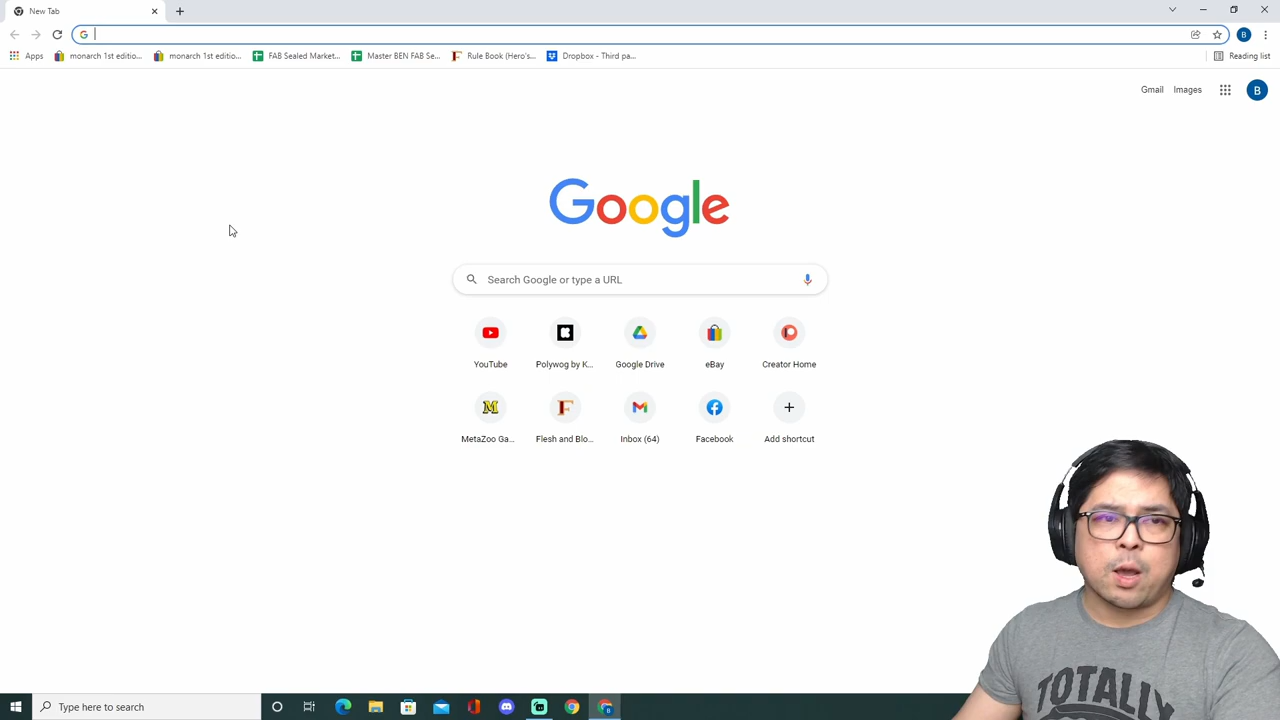 New Tab
Apps
monarch 1st editio...
monarch 1st editio...
FAB Sealed Market...
Master BEN FAB Se...
Rule Book (Hero's...
Dropbox - Third pa...
Reading list
Gmail
Images
B
B
Google
Search Google or type a URL
YouTube
Polywog by K...
Google Drive
eBay
Creator Home
MetaZoo Ga...
Flesh and Blo...
Inbox (64)
Facebook
Add shortcut
TOTALLY
Type here to search